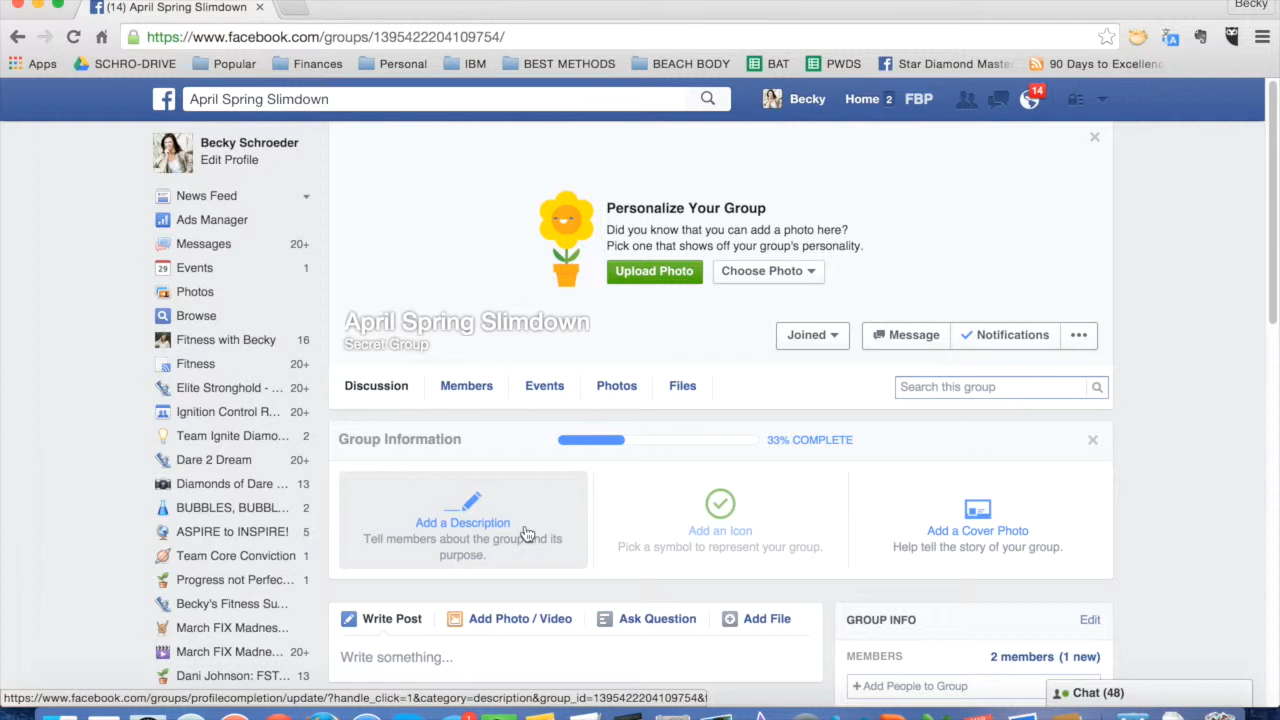 (14) April Spring Slimdown
Becky
https://www.facebook.com/groups/1395422204109754/
Apps SCHRO-DRIVE Popular Finances Personal IBM BEST METHODS BEACH BODY BAT PWDS Star Diamond Maste 90 Days to Excellen
April Spring Slimdown
Becky Home 2 FBP 14
Becky Schroeder
Edit Profile
News Feed
Ads Manager
Messages 20+
Events 1
29
Photos
Browse
Fitness with Becky 16
Fitness 20+
Elite Stronghold - ... 20+
Ignition Control R... 20+
Team Ignite Diamo... 2
Dare 2 Dream 20+
Diamonds of Dare ... 13
BUBBLES, BUBBL... 2
ASPIRE to INSPIRE! 5
Team Core Conviction 1
Progress not Perfec... 1
Becky's Fitness Su...
March FIX Madnes...
March FIX Madne... 20+
Dani Johnson: FST... 13
Personalize Your Group
Did you know that you can add a photo here?
Pick one that shows off your group's personality.
Upload Photo Choose Photo
April Spring Slimdown
Secret Group
Joined Message Notifications
Discussion Members Events Photos Files
Search this group
Group Information 33% COMPLETE
Add a Description
Tell members about the group and its
purpose.
Add an Icon
Pick a symbol to represent your group.
Add a Cover Photo
Help tell the story of your group.
Write Post Add Photo / Video Ask Question Add File
Write something...
GROUP INFO Edit
MEMBERS 2 members (1 new)
+ Add People to Group
Chat (48)
https://www.facebook.com/groups/profilecompletion/update/?handle_click=1&category=description&group_id=1395422204109754&